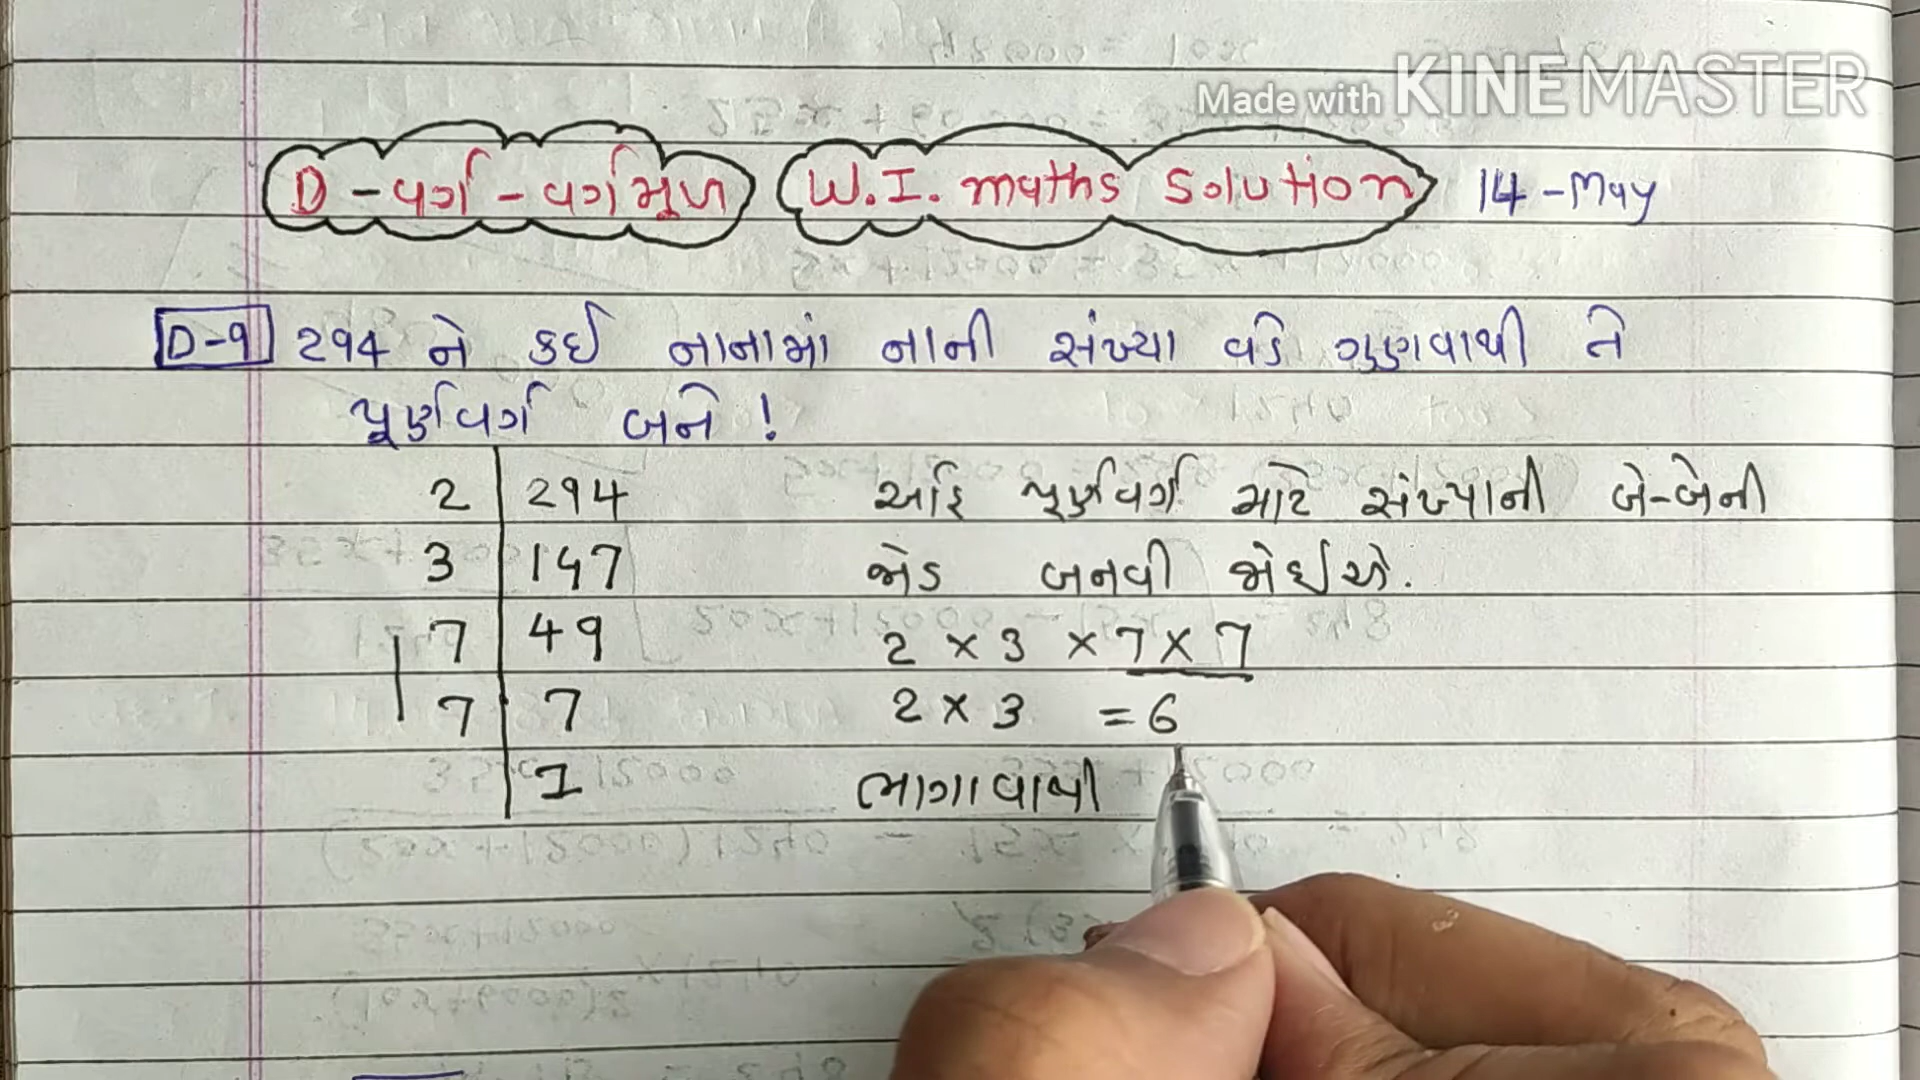 Made with KINEMASTER
D - વર્ગ - વર્ગમૂળ W.I. maths Solution 14 - May
D-9 294 ને કઈ નાનામાં નાની સંખ્યા વડે ગુણવાથી તે
પૂર્ણવર્ગ બને !
2 294 અહિ પૂર્ણવર્ગ માટે સંખ્યાની બે-બેની
3 147 જોડ બનવી જોઈએ.
7 49 2 × 3 × 7 × 7
7 7 2 × 3 = 6
1 ભાગાવાથી